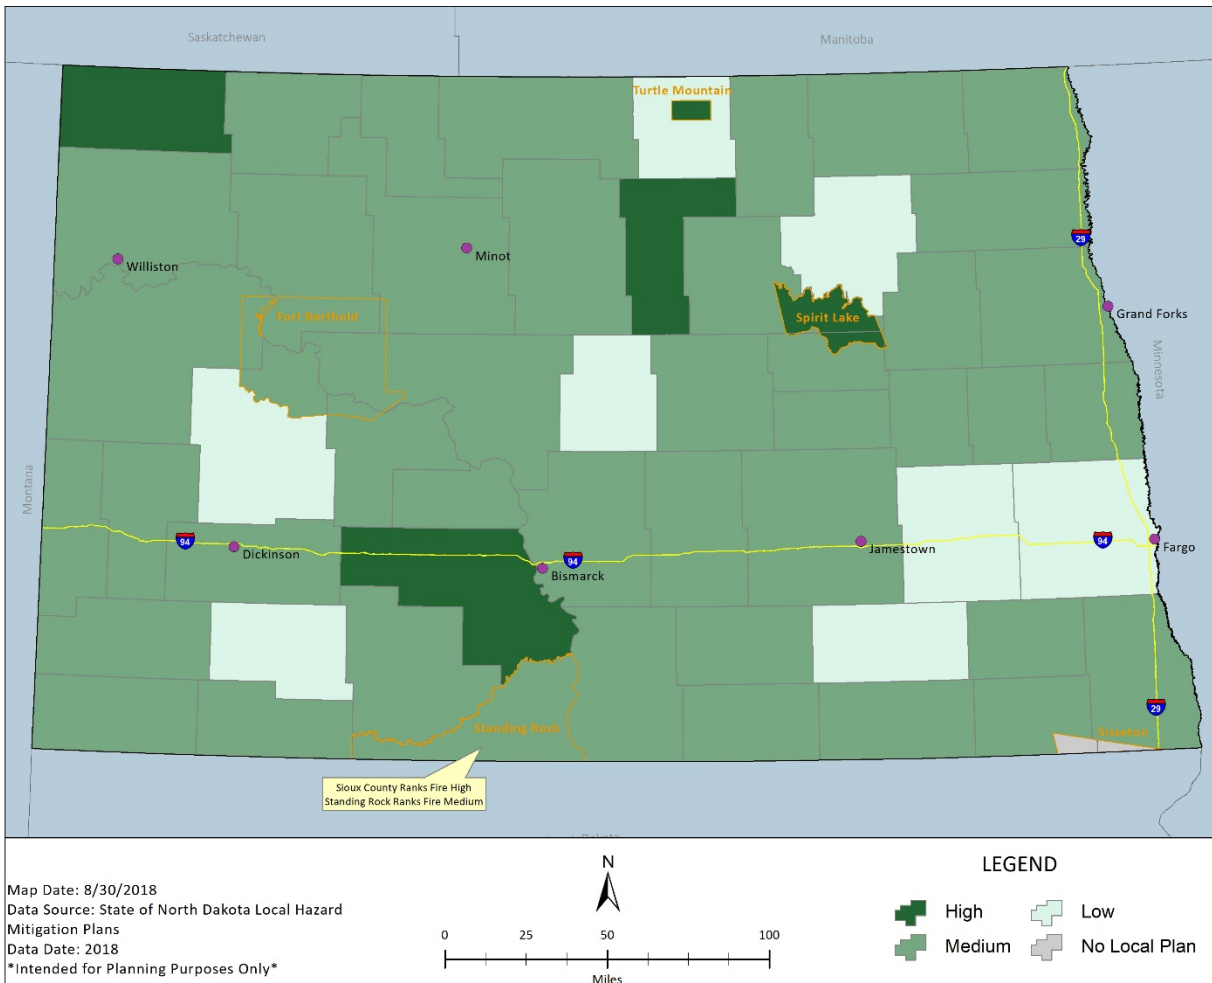 Saskatchewan
Manitoba
Turtle Mountain
29
Minot
Williston
Fort Berthold
Spirit Lake
Grand Forks
Minnesota
Montana
94
Dickinson
94
Bismarck
Jamestown
94
Fargo
29
Standing Rock
Sisseton
Sioux County Ranks Fire High
Standing Rock Ranks Fire Medium
Map Date: 8/30/2018
Data Source: State of North Dakota Local Hazard
Mitigation Plans
Data Date: 2018
*Intended for Planning Purposes Only*
N
0 25 50 100
Miles
LEGEND
High Low
Medium No Local Plan